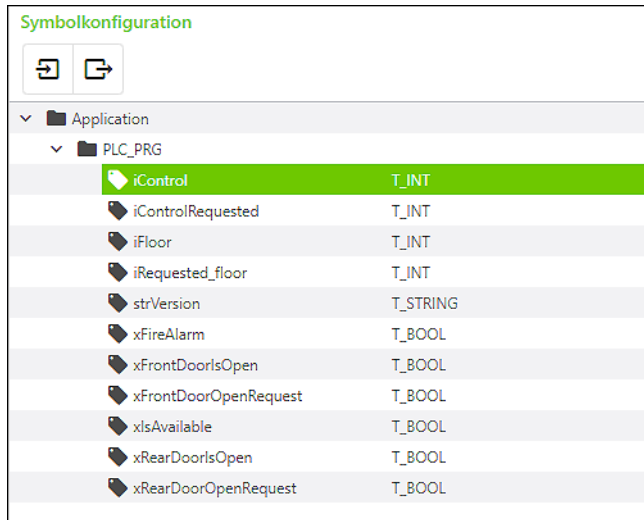 Symbolkonfiguration
Application
PLC_PRG
iControl T_INT
iControlRequested T_INT
iFloor T_INT
iRequested_floor T_INT
strVersion T_STRING
xFireAlarm T_BOOL
xFrontDoorIsOpen T_BOOL
xFrontDoorOpenRequest T_BOOL
xIsAvailable T_BOOL
xRearDoorIsOpen T_BOOL
xRearDoorOpenRequest T_BOOL